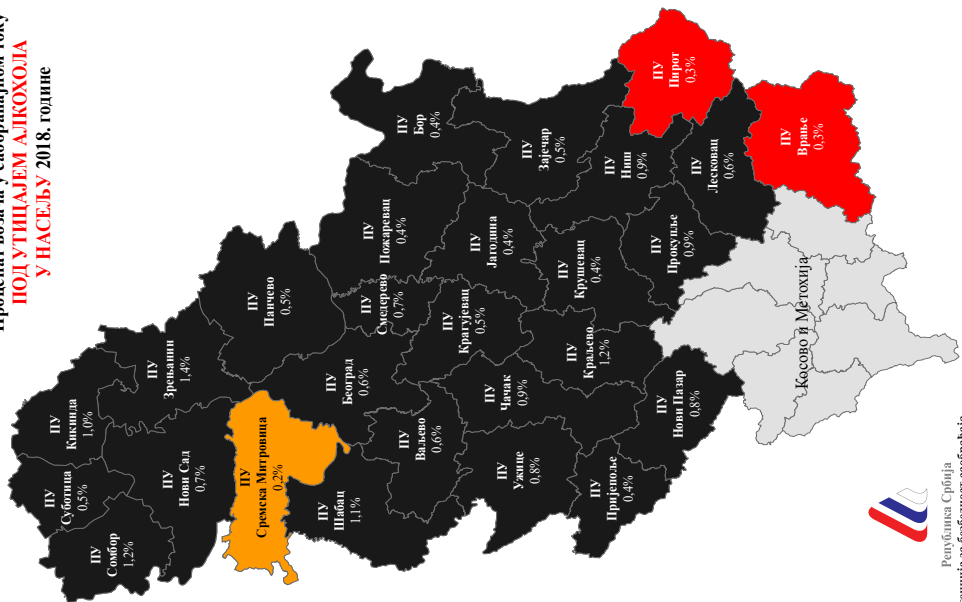 ПОД УТИЦАЈЕМ АЛКОХОЛА
У НАСЕЉУ 2018. године
ПУ
Суботица
0,5%
ПУ
Кикинда
1,0%
ПУ
Сомбор
1,2%
ПУ
Нови Сад
0,7%
ПУ
Зрењанин
1,4%
ПУ
Панчево
0,5%
ПУ
Сремска Митровица
0,2%
ПУ
Шабац
1,1%
ПУ
Београд
0,6%
ПУ
Смедерево
0,7%
ПУ
Пожаревац
0,4%
ПУ
Бор
0,4%
ПУ
Ваљево
0,6%
ПУ
Крагујевац
0,5%
ПУ
Јагодина
0,4%
ПУ
Зајечар
0,5%
ПУ
Ужице
0,8%
ПУ
Чачак
0,9%
ПУ
Краљево
1,2%
ПУ
Крушевац
0,4%
ПУ
Ниш
0,9%
ПУ
Пирот
0,3%
ПУ
Пријепоље
0,4%
ПУ
Нови Пазар
0,8%
ПУ
Прокупље
0,9%
ПУ
Лесковац
0,6%
ПУ
Врање
0,3%
Косово и Метохија
Република Србија